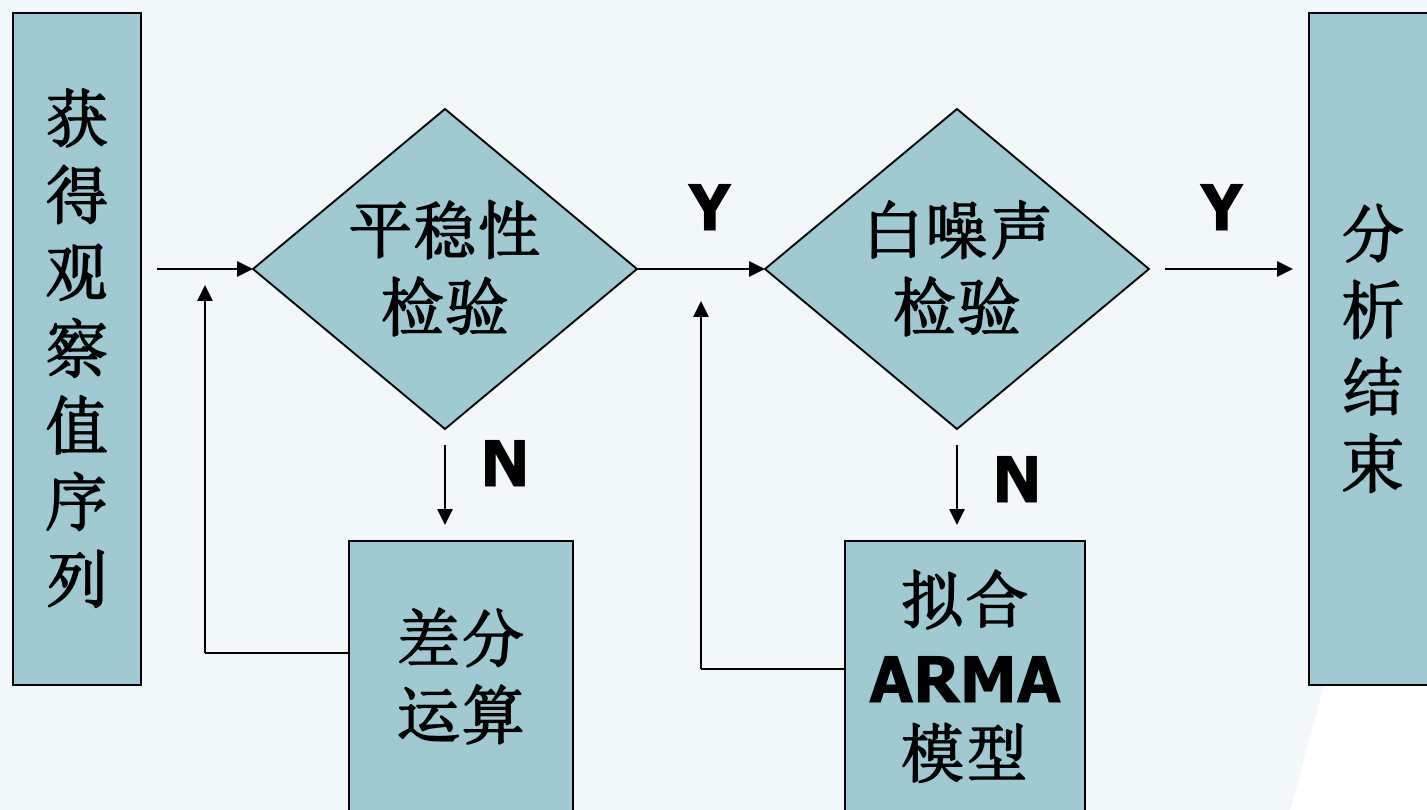 获
得
观
察
值
序
列
平稳性
检验
Y
白噪声
检验
Y
分
析
结
束
N
N
差分
运算
拟合
ARMA
模型